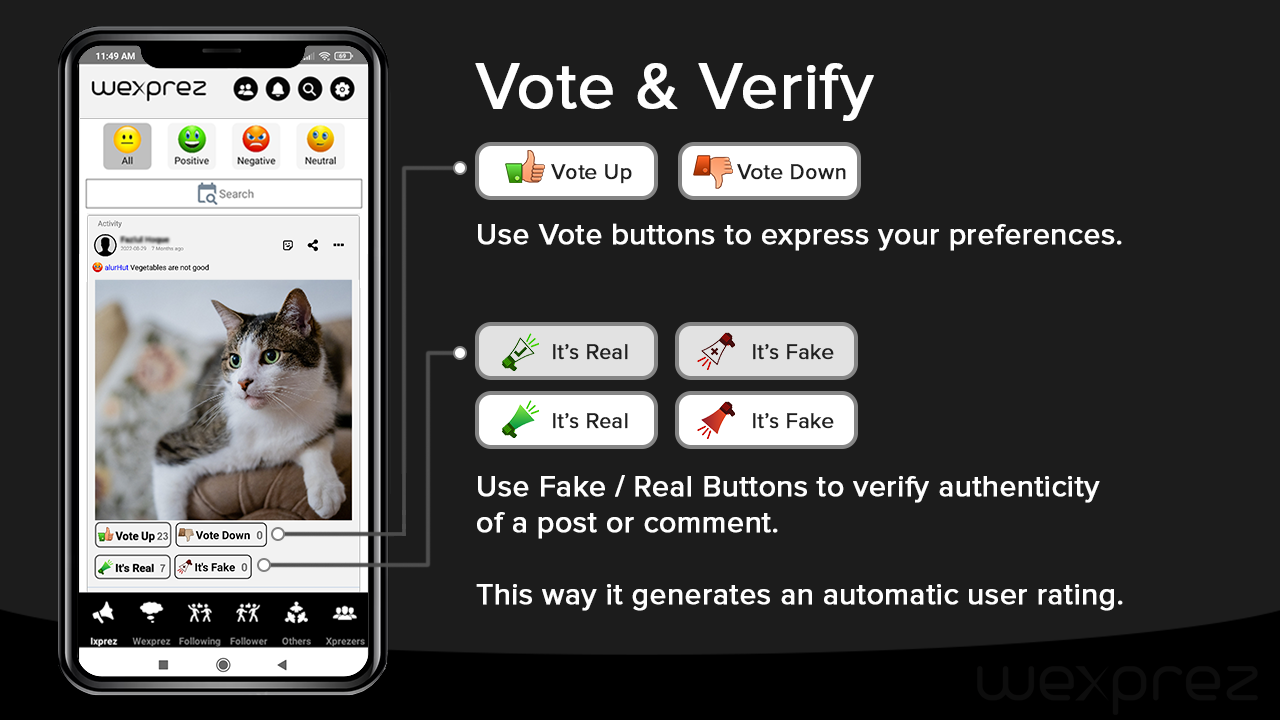 11:49 AM
69
wexprez
All
Positive
Negative
Neutral
Search
Activity
2022-08-29 7 Months ago
alurHut Vegetables are not good
Vote Up 23
Vote Down 0
It's Real 7
It's Fake 0
Ixprez
Wexprez
Following
Follower
Others
Xprezers
Vote & Verify
Vote Up
Vote Down
Use Vote buttons to express your preferences.
It's Real
It's Fake
It's Real
It's Fake
Use Fake / Real Buttons to verify authenticity
of a post or comment.
This way it generates an automatic user rating.
wexprez